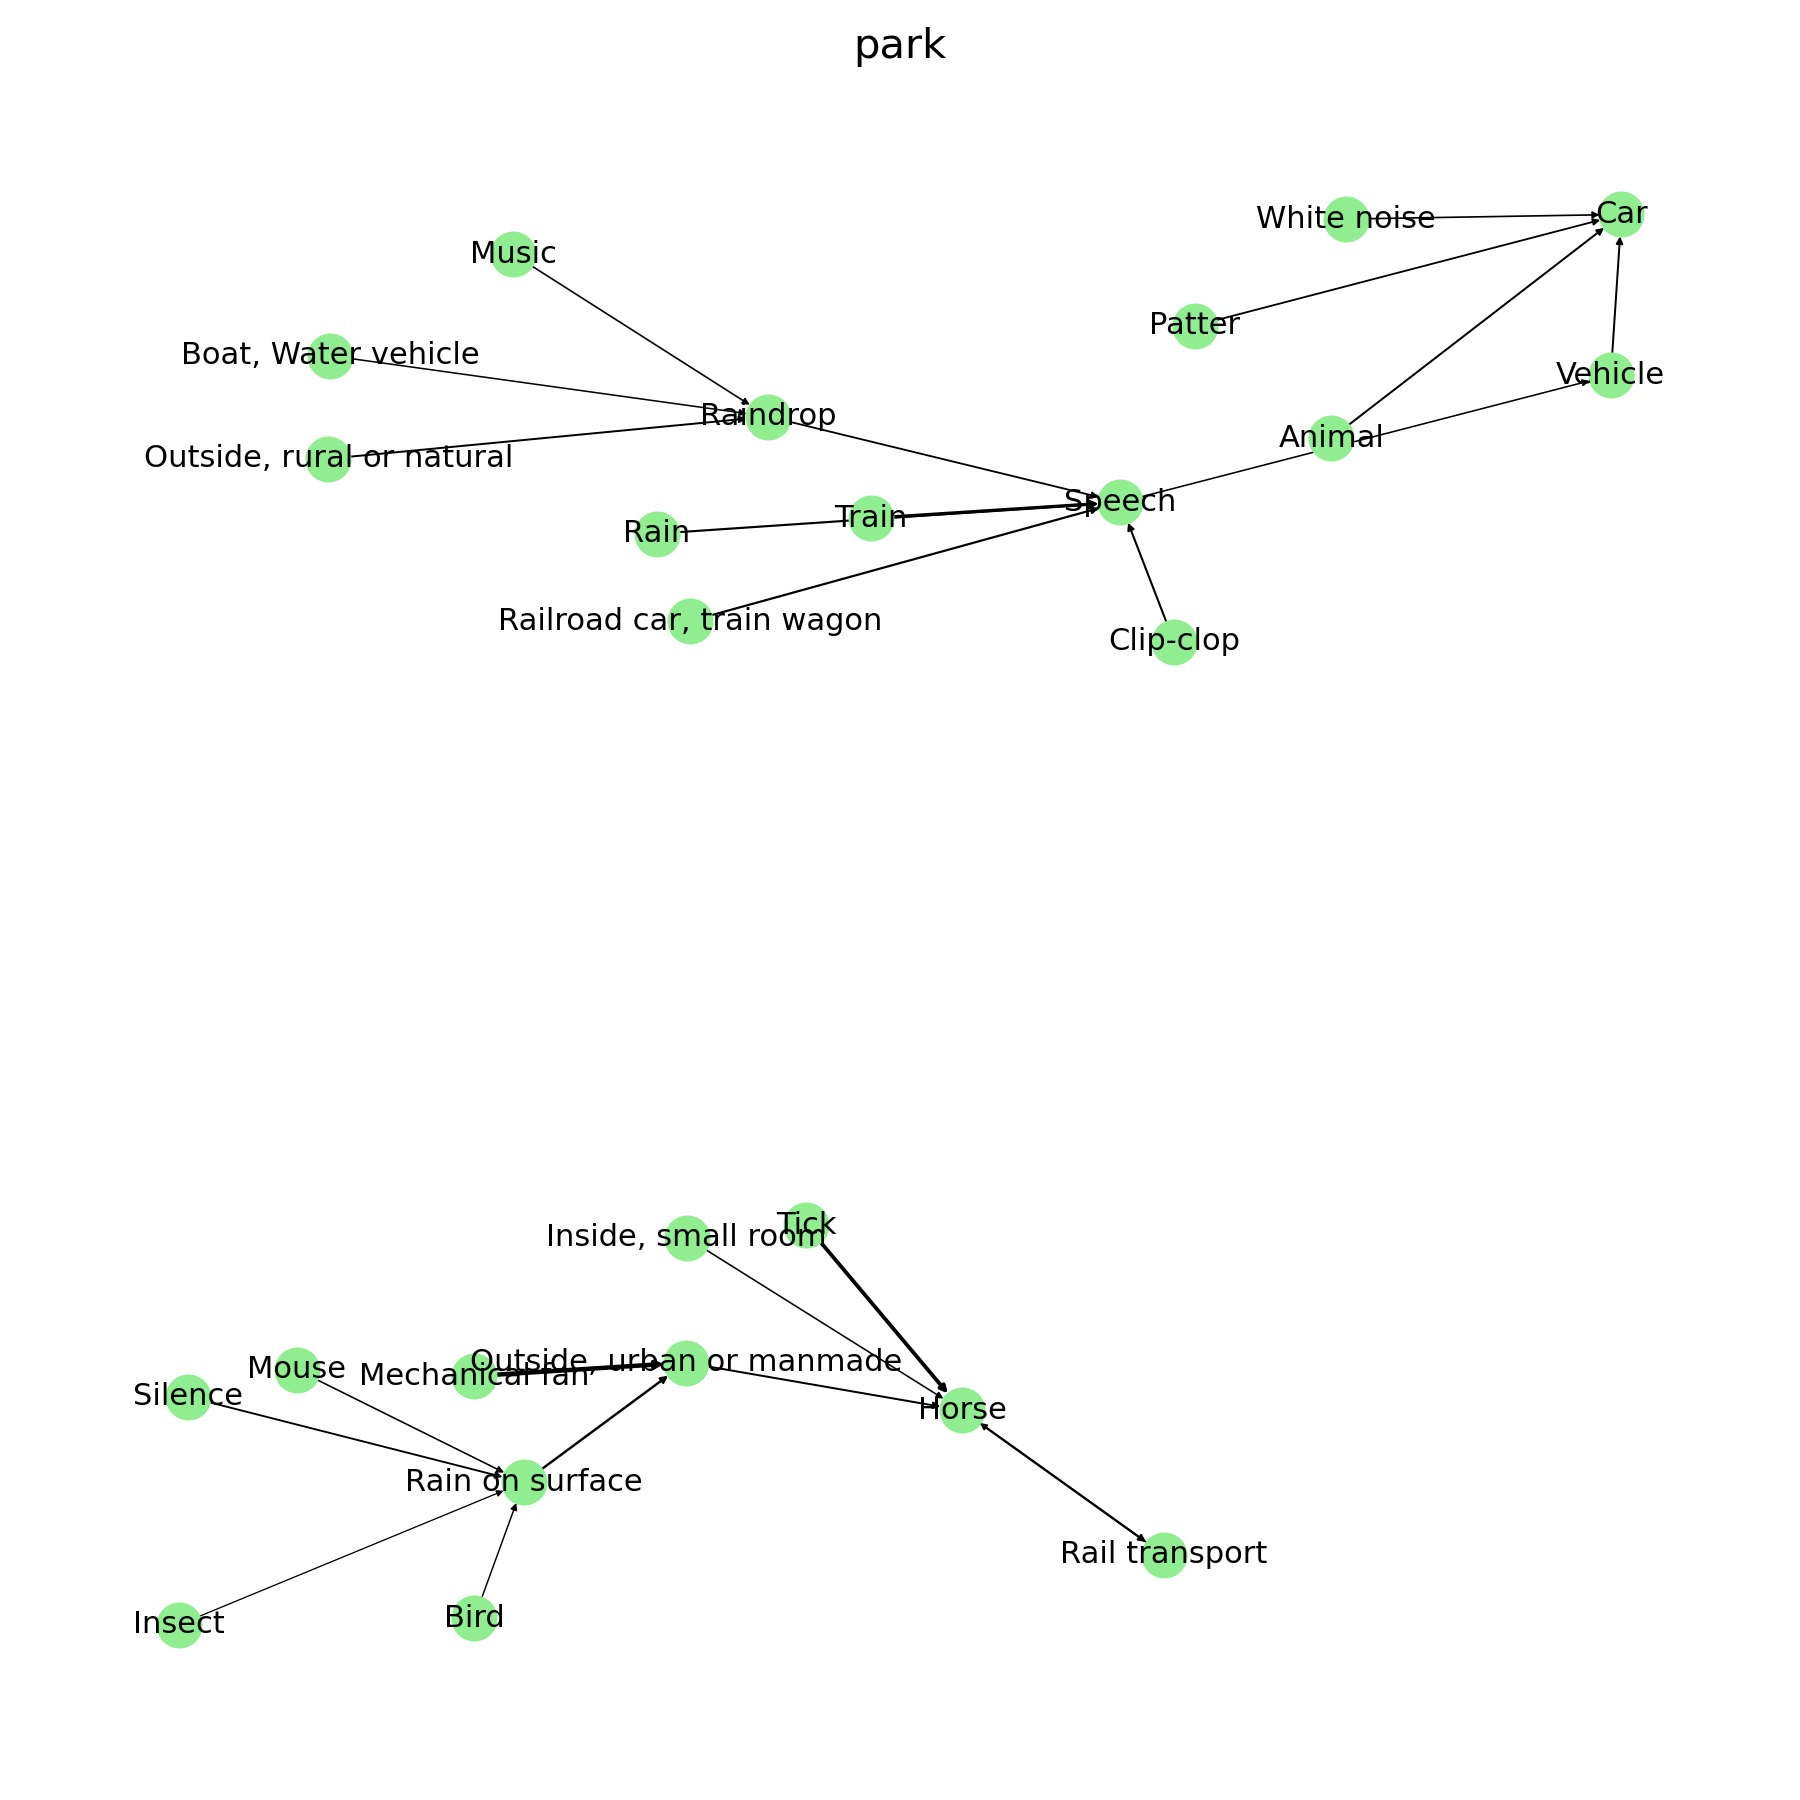 park
White noise
Car
Music
Patter
Boat, Water vehicle
Vehicle
Raindrop
Animal
Outside, rural or natural
Speech
Train
Rain
Railroad car, train wagon
Clip-clop
Tick
Inside, small room
Outside, urban or manmade
Mouse
Mechanical fan
Silence
Horse
Rain on surface
Rail transport
Bird
Insect